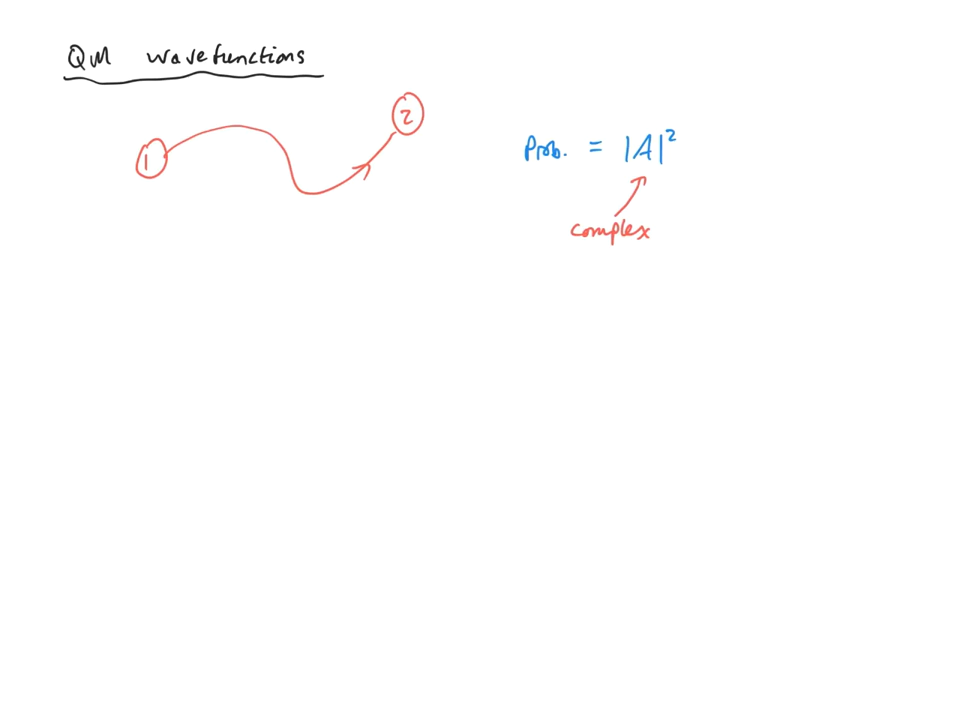 QM wavefunctions
1
2
Prob. = |A|²
complex